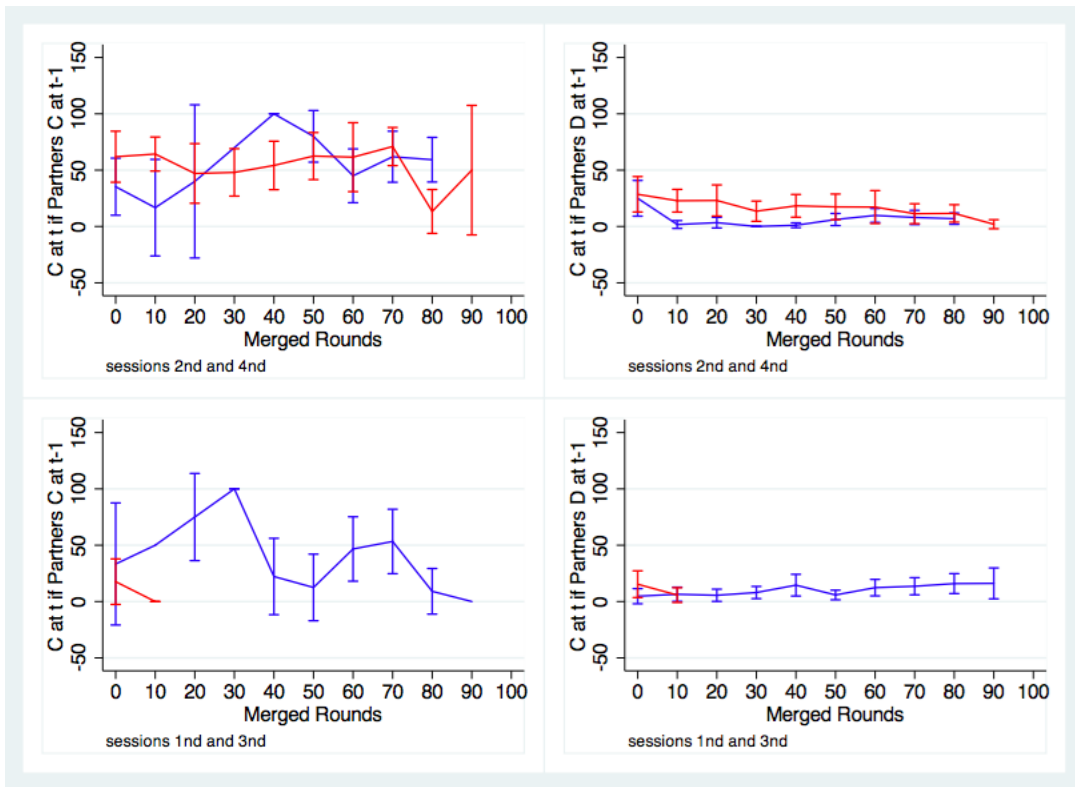 C at t if Partners C at t-1
150
100
50
0
-50
0 10 20 30 40 50 60 70 80 90 100
Merged Rounds
sessions 2nd and 4nd
C at t if Partners D at t-1
150
100
50
0
-50
0 10 20 30 40 50 60 70 80 90 100
Merged Rounds
sessions 2nd and 4nd
C at t if Partners C at t-1
150
100
50
0
-50
0 10 20 30 40 50 60 70 80 90 100
Merged Rounds
sessions 1nd and 3nd
C at t if Partners D at t-1
150
100
50
0
-50
0 10 20 30 40 50 60 70 80 90 100
Merged Rounds
sessions 1nd and 3nd